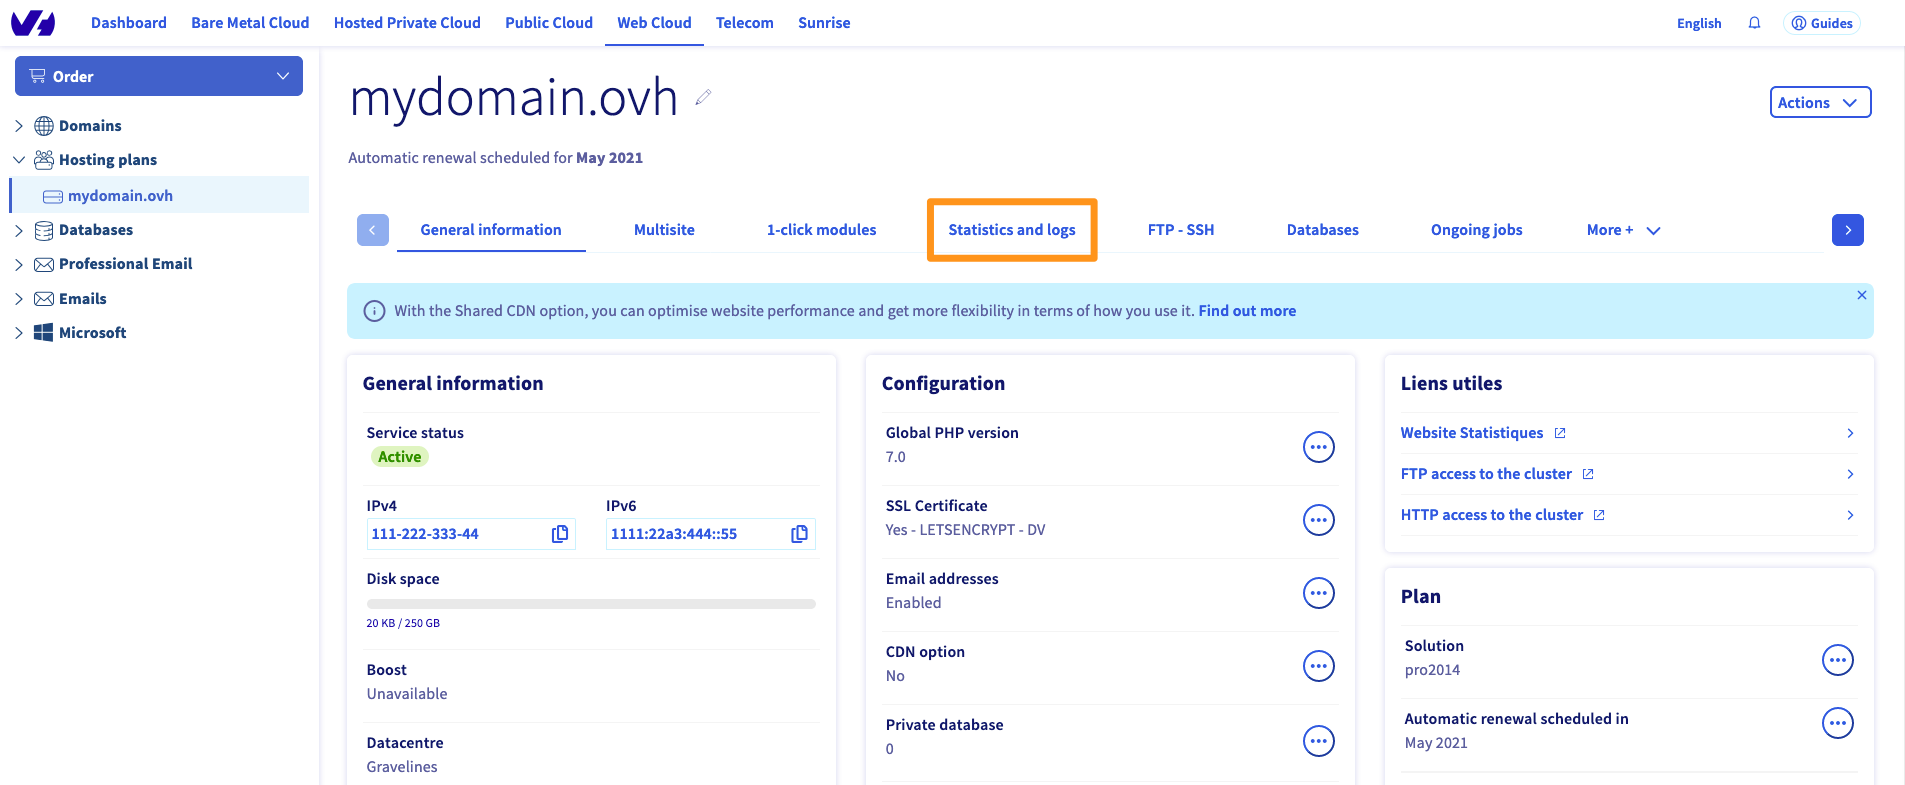 Dashboard Bare Metal Cloud Hosted Private Cloud Public Cloud Web Cloud Telecom Sunrise English Guides
Order
Domains
Hosting plans
mydomain.ovh
Databases
Professional Email
Emails
Microsoft
mydomain.ovh
Actions
Automatic renewal scheduled for May 2021
General information Multisite 1-click modules Statistics and logs FTP - SSH Databases Ongoing jobs More +
With the Shared CDN option, you can optimise website performance and get more flexibility in terms of how you use it. Find out more
General information
Service status
Active
IPv4 IPv6
111-222-333-44 1111:22a3:444::55
Disk space
20 KB / 250 GB
Boost
Unavailable
Datacentre
Gravelines
Configuration
Global PHP version
7.0
SSL Certificate
Yes - LETSENCRYPT - DV
Email addresses
Enabled
CDN option
No
Private database
0
Liens utiles
Website Statistiques
FTP access to the cluster
HTTP access to the cluster
Plan
Solution
pro2014
Automatic renewal scheduled in
May 2021